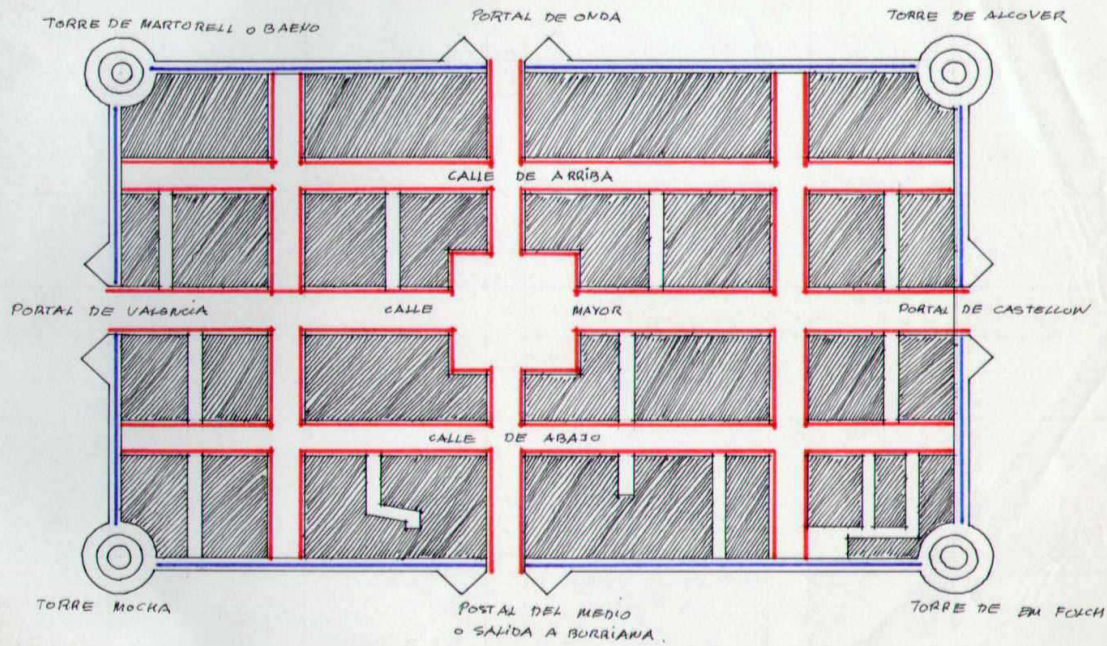 TORRE DE MARTORELL O BAENO
PORTAL DE ONDA
TORRE DE ALCOVER
CALLE DE ARRIBA
PORTAL DE VALENCIA
CALLE
MAYOR
PORTAL DE CASTELLON
CALLE DE ABAJO
TORRE MOCHA
POSTAL DEL MEDIO
O SALIDA A BURRIANA.
TORRE DE EM FOLCH